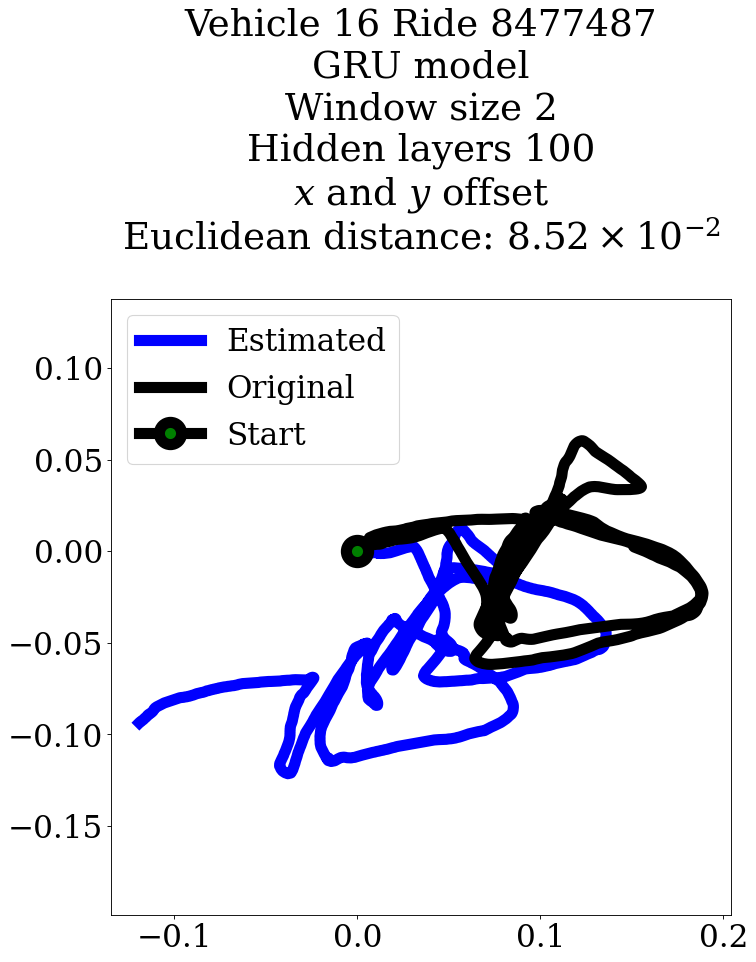 Vehicle 16 Ride 8477487
GRU model
Window size 2
Hidden layers 100
x and y offset
Euclidean distance: 8.52 × 10⁻²
Estimated
Original
Start
0.10
0.05
0.00
−0.05
−0.10
−0.15
−0.1 0.0 0.1 0.2